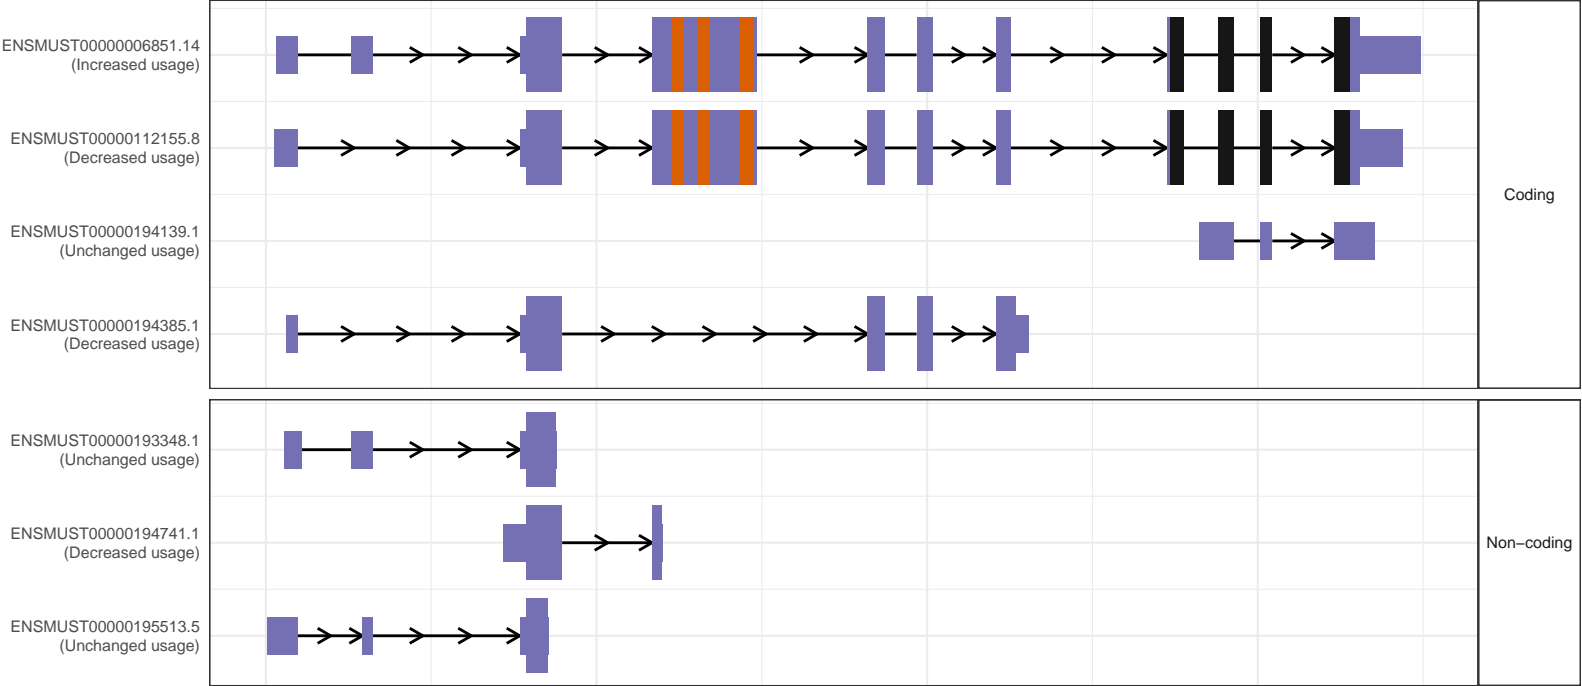 ENSMUST00000006851.14
(Increased usage)
ENSMUST00000112155.8
(Decreased usage)
ENSMUST00000194139.1
(Unchanged usage)
ENSMUST00000194385.1
(Decreased usage)
Coding
ENSMUST00000193348.1
(Unchanged usage)
ENSMUST00000194741.1
(Decreased usage)
ENSMUST00000195513.5
(Unchanged usage)
Non−coding